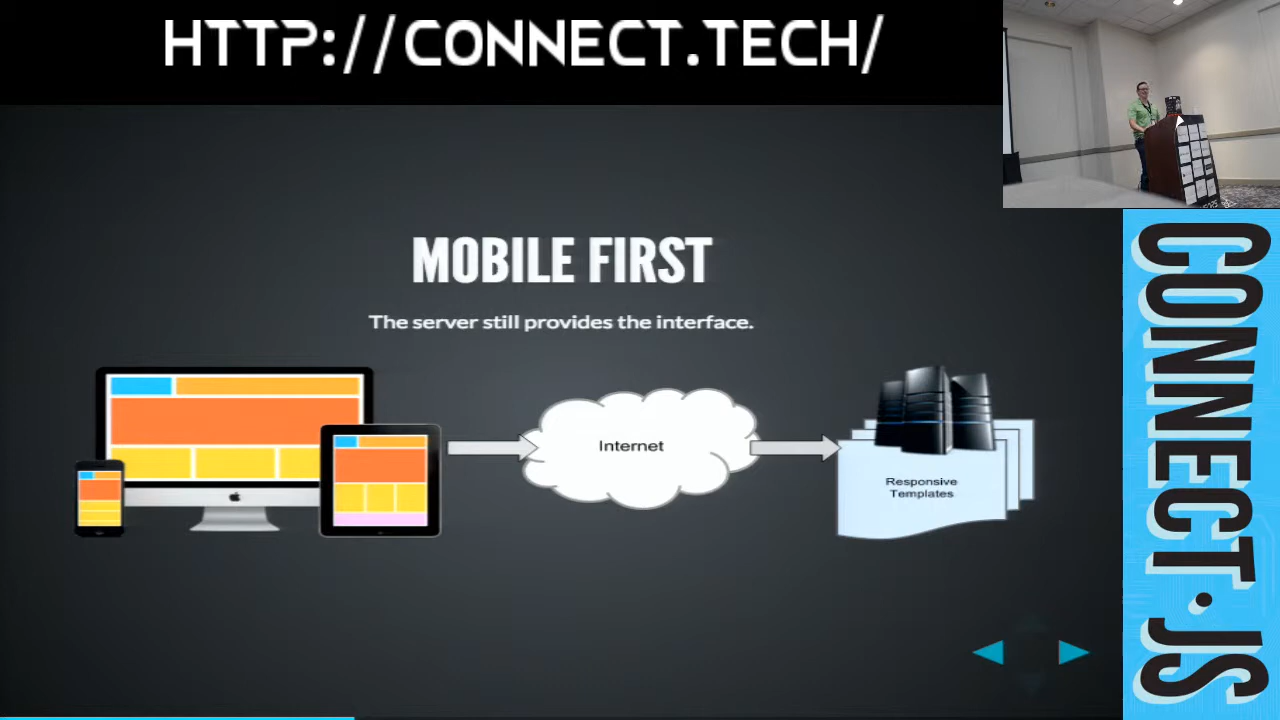 HTTP://CONNECT.TECH/
MOBILE FIRST
The server still provides the interface.
Internet
Responsive
Templates
CONNECT.JS